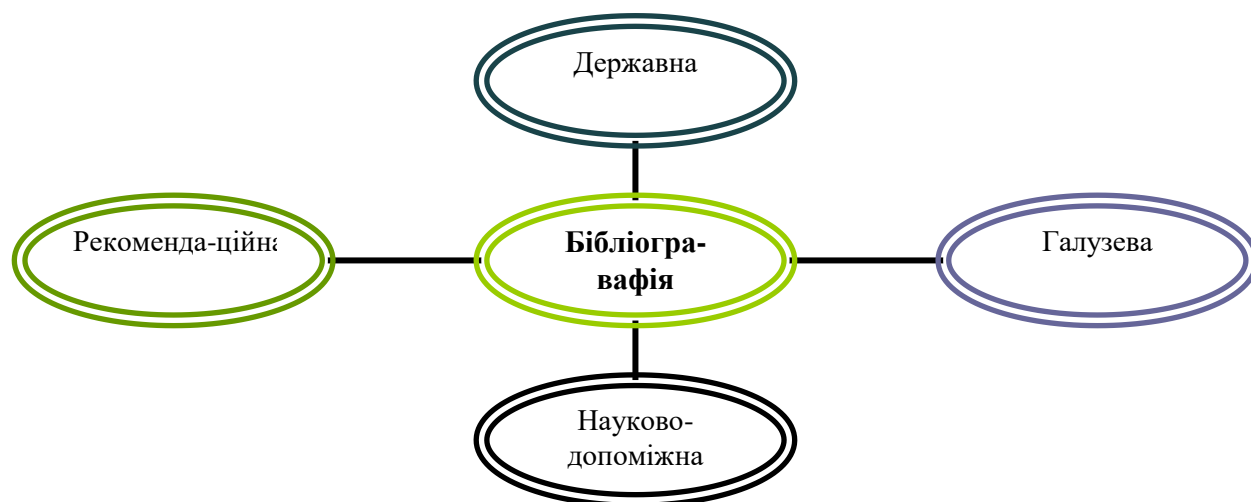 Державна
Рекоменда-ційна
Бібліогра-
вафія
Галузева
Науково-
допоміжна